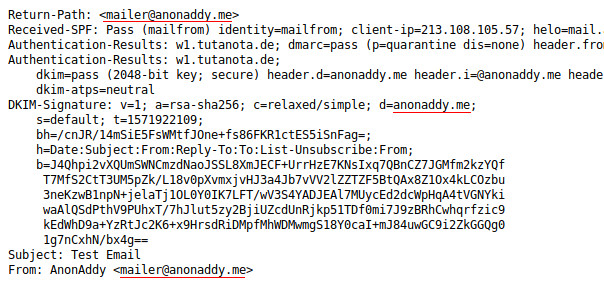 Return-Path: <mailer@anonaddy.me>
Received-SPF: Pass (mailfrom) identity=mailfrom; client-ip=213.108.105.57; helo=mail.
Authentication-Results: w1.tutanota.de; dmarc=pass (p=quarantine dis=none) header.fro
Authentication-Results: w1.tutanota.de;
dkim=pass (2048-bit key; secure) header.d=anonaddy.me header.i=@anonaddy.me heade
dkim-atps=neutral
DKIM-Signature: v=1; a=rsa-sha256; c=relaxed/simple; d=anonaddy.me;
s=default; t=1571922109;
bh=/cnJR/14mSiE5FsWMtfJOne+fs86FKR1ctES5iSnFag=;
h=Date:Subject:From:Reply-To:To:List-Unsubscribe:From;
b=J4Qhpi2vXQUmSWNCmzdNaoJSSL8XmJECF+UrrHzE7KNsIxq7QBnCZ7JGMfm2kzYQf
T7MfS2CtT3UM5pZk/L18v0pXvmxjvHJ3a4Jb7vVV2lZZTZF5BtQAx8Z1Ox4kLCOzbu
3neKzwB1npN+jelaTj1OL0Y0IK7LFT/wV3S4YADJEAl7MUycEd2dcWpHqA4tVGNYki
waAlQSdPthV9PUhxT/7hJlut5zy2BjiUZcdUnRjkp51TDf0mi7J9zBRhCwhqrfzic9
kEdWhD9a+YzRtJc2K6+x9HrsdRiDMpfMhWDMwmgS18Y0caI+mJ84uwGC9i2ZkGGQg0
1g7nCxhN/bx4g==
Subject: Test Email
From: AnonAddy <mailer@anonaddy.me>